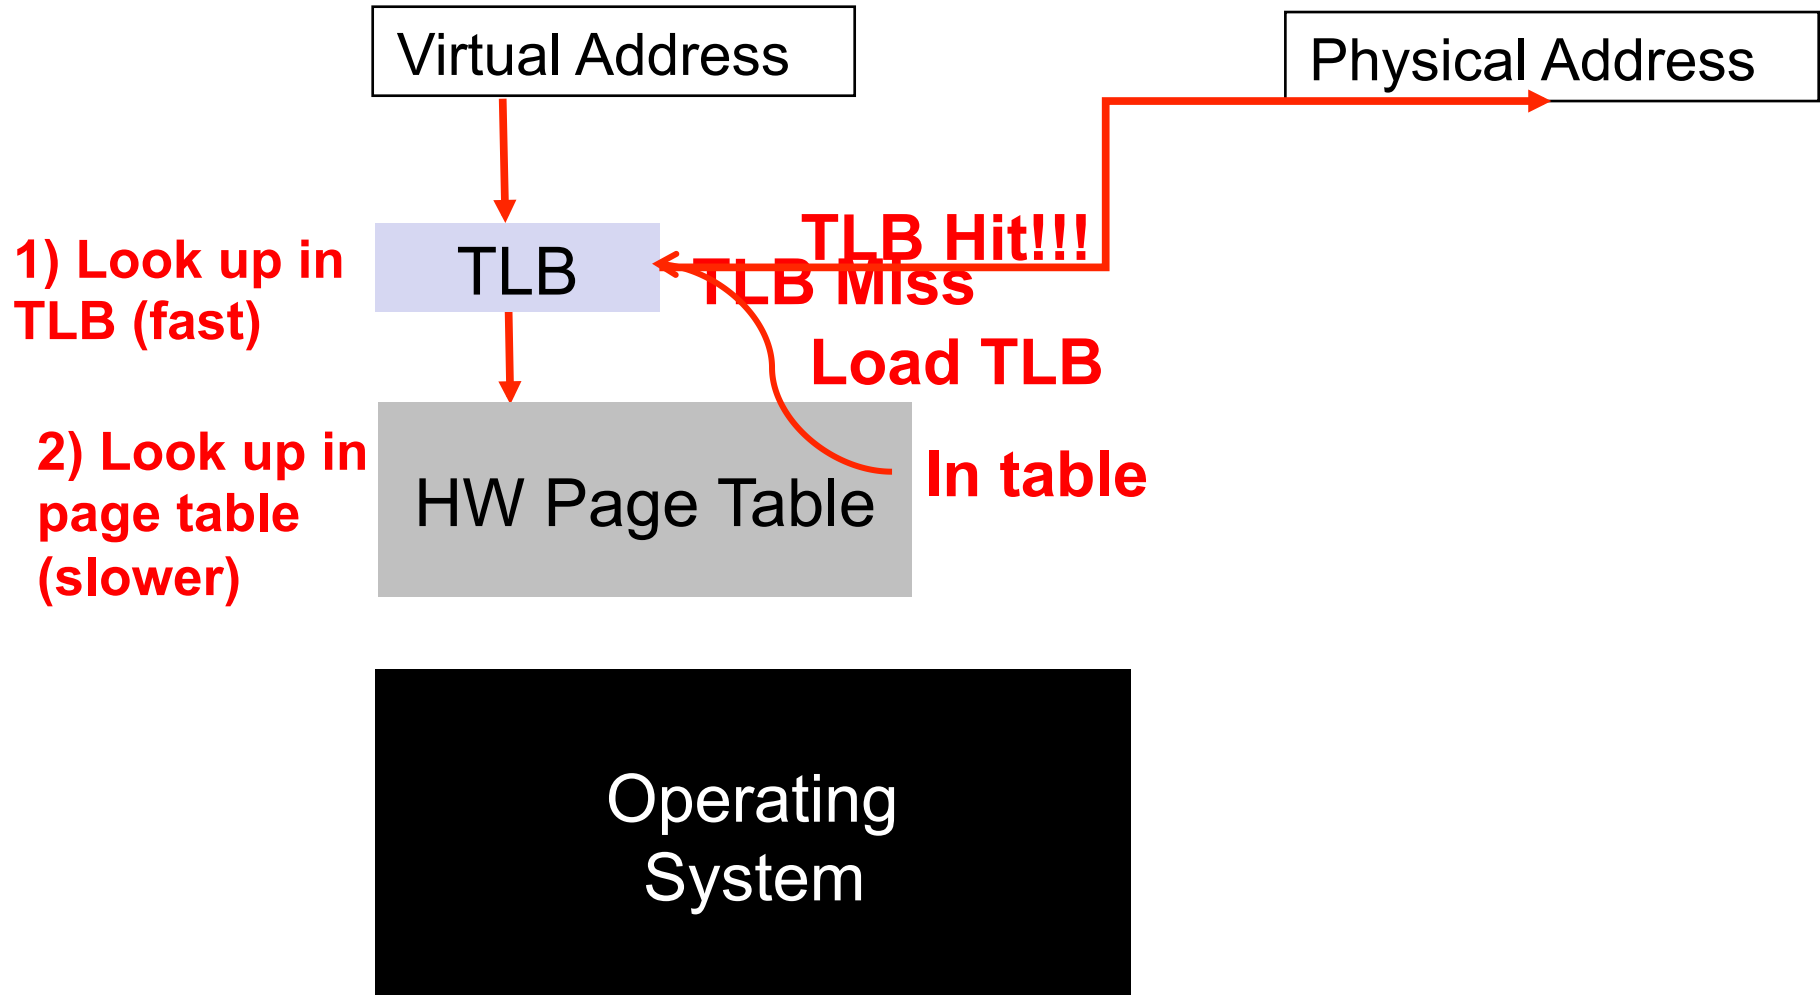 Virtual Address
Physical Address
1) Look up in
TLB (fast)
TLB
TLB Hit!!!
TLB Miss
Load TLB
2) Look up in
page table
(slower)
HW Page Table
In table
Operating
System